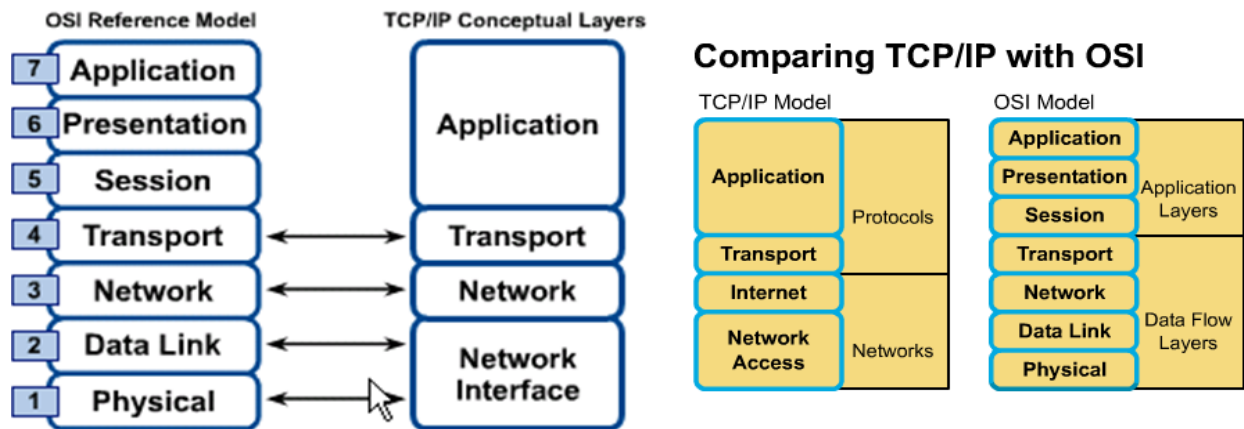 OSI Reference Model
7 Application
6 Presentation
5 Session
4 Transport
3 Network
2 Data Link
1 Physical
TCP/IP Conceptual Layers
Application
Transport
Network
Network
Interface
Comparing TCP/IP with OSI
TCP/IP Model
Application
Transport
Internet
Network
Access
Protocols
Networks
OSI Model
Application
Presentation
Session
Transport
Network
Data Link
Physical
Application
Layers
Data Flow
Layers